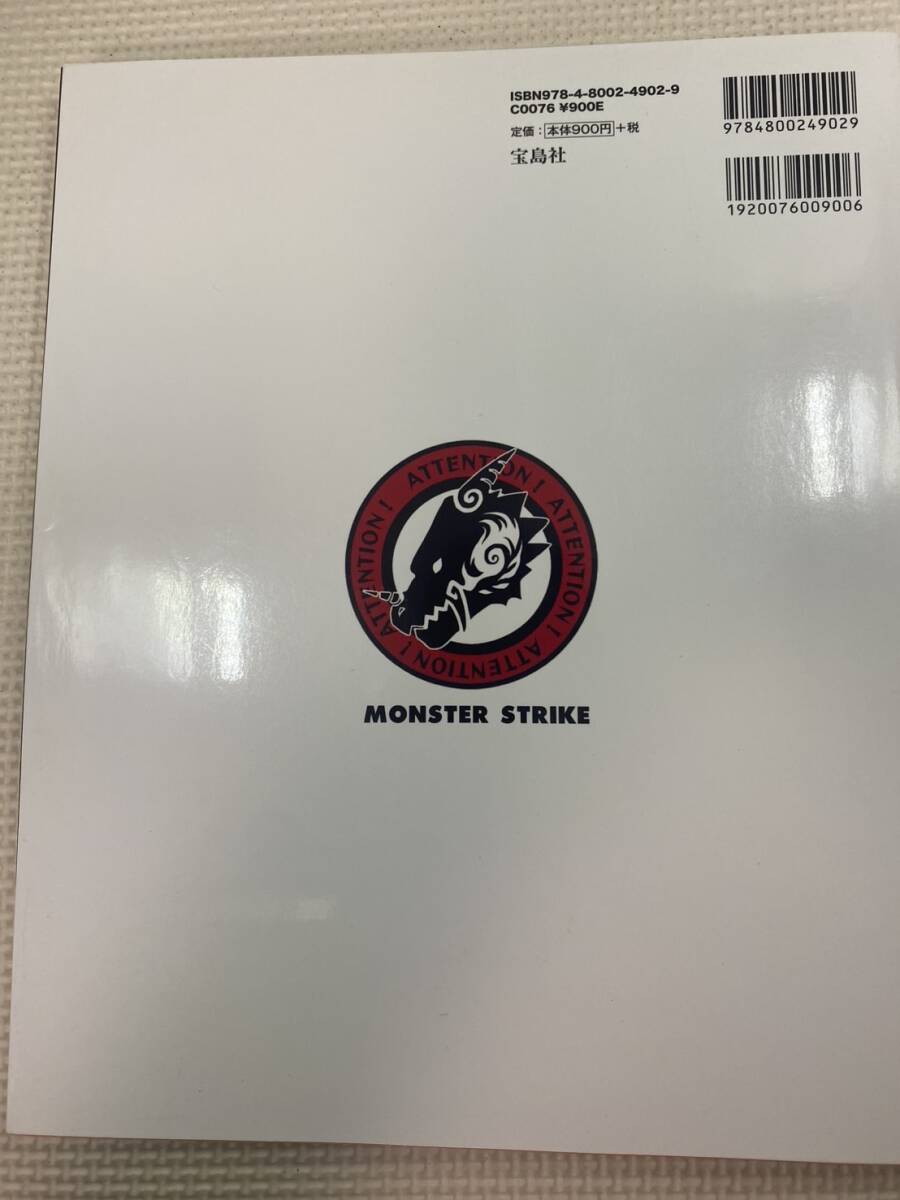 ISBN978-4-8002-4902-9
C0076 ¥900E
定価：本体900円+税
宝島社
9784800249029
1920076009006
ATTENTION! ATTENTION! ATTENTION! ATTENTION!
MONSTER STRIKE